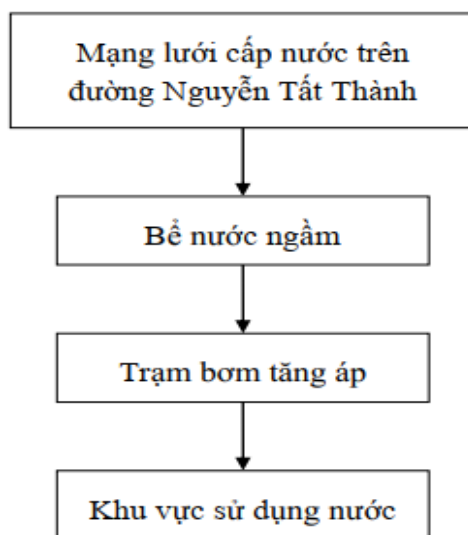 Mạng lưới cấp nước trên
đường Nguyễn Tất Thành
Bể nước ngầm
Trạm bơm tăng áp
Khu vực sử dụng nước